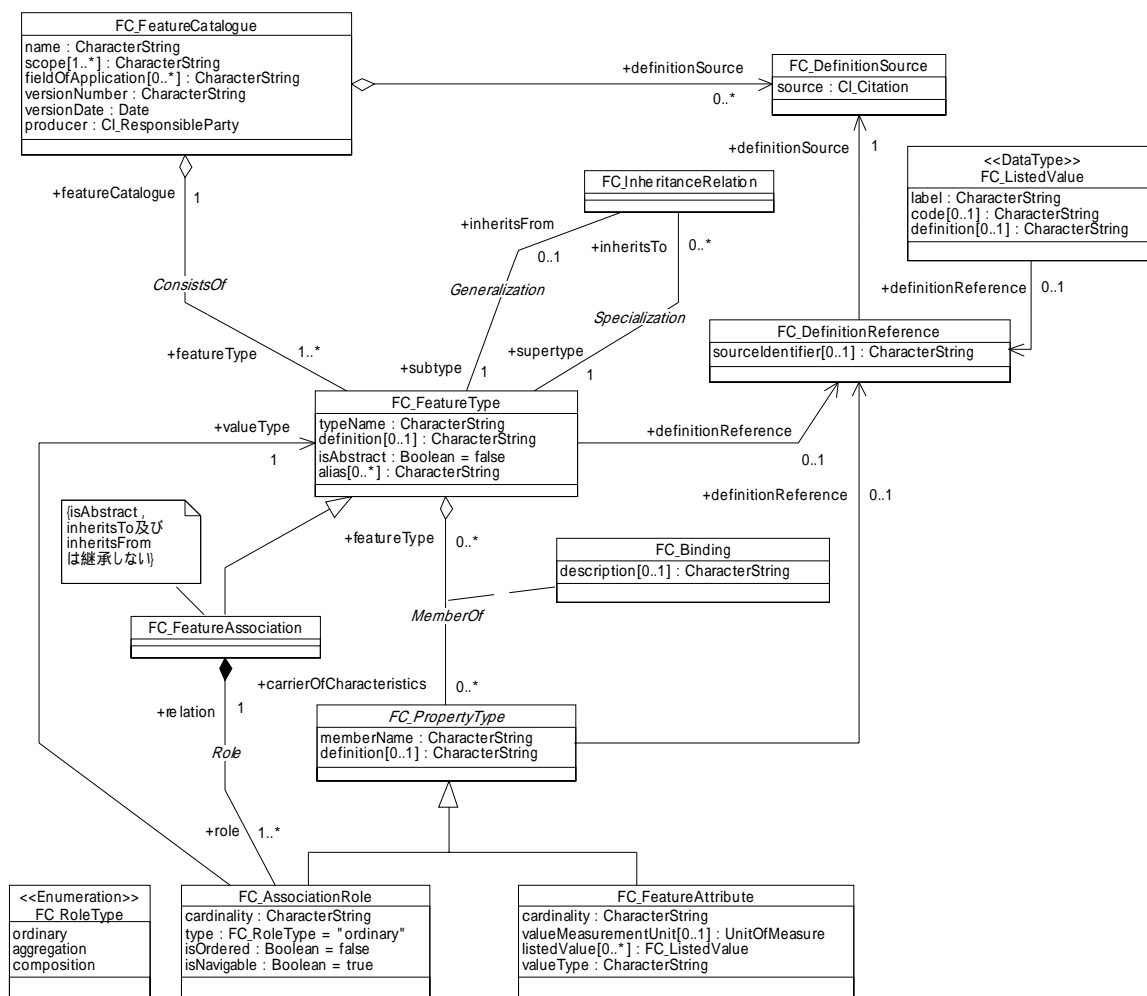 FC_FeatureCatalogue
name : CharacterString
scope[1..*] : CharacterString
fieldOfApplication[0..*] : CharacterString
versionNumber : CharacterString
versionDate : Date
producer : CI_ResponsibleParty
+definitionSource
0..*
FC_DefinitionSource
source : CI_Citation
+definitionSource
1
<<DataType>>
FC_ListedValue
label : CharacterString
code[0..1] : CharacterString
definition[0..1] : CharacterString
+definitionReference
0..1
+featureCatalogue
1
ConsistsOf
+featureType
1..*
FC_InheritanceRelation
+inheritsFrom
0..1
+inheritsTo
0..*
Generalization
Specialization
+subtype
1
+supertype
1
FC_DefinitionReference
sourceIdentifier[0..1] : CharacterString
FC_FeatureType
typeName : CharacterString
definition[0..1] : CharacterString
isAbstract : Boolean = false
alias[0..*] : CharacterString
+valueType
1
+definitionReference
0..1
+definitionReference
0..1
{isAbstract ,
inheritsTo及び
inheritsFrom
は継承しない}
+featureType
0..*
FC_Binding
description[0..1] : CharacterString
MemberOf
FC_FeatureAssociation
+carrierOfCharacteristics
0..*
+relation
1
Role
+role
1..*
FC_PropertyType
memberName : CharacterString
definition[0..1] : CharacterString
<<Enumeration>>
FC_RoleType
ordinary
aggregation
composition
FC_AssociationRole
cardinality : CharacterString
type : FC_RoleType = "ordinary"
isOrdered : Boolean = false
isNavigable : Boolean = true
FC_FeatureAttribute
cardinality : CharacterString
valueMeasurementUnit[0..1] : UnitOfMeasure
listedValue[0..*] : FC_ListedValue
valueType : CharacterString